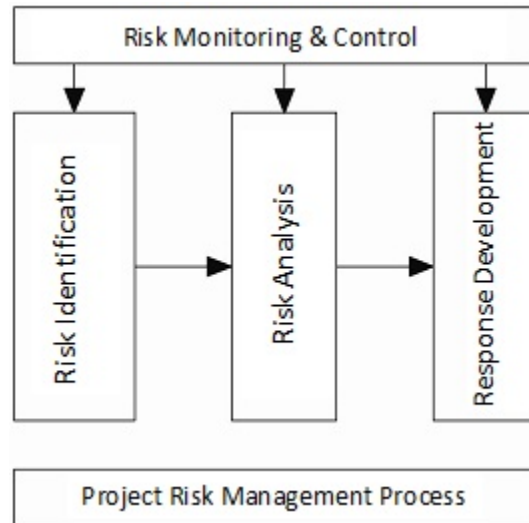 Risk Monitoring & Control
Risk Identification
Risk Analysis
Response Development
Project Risk Management Process